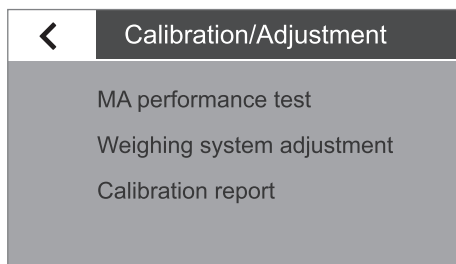 Calibration/Adjustment
MA performance test
Weighing system adjustment
Calibration report